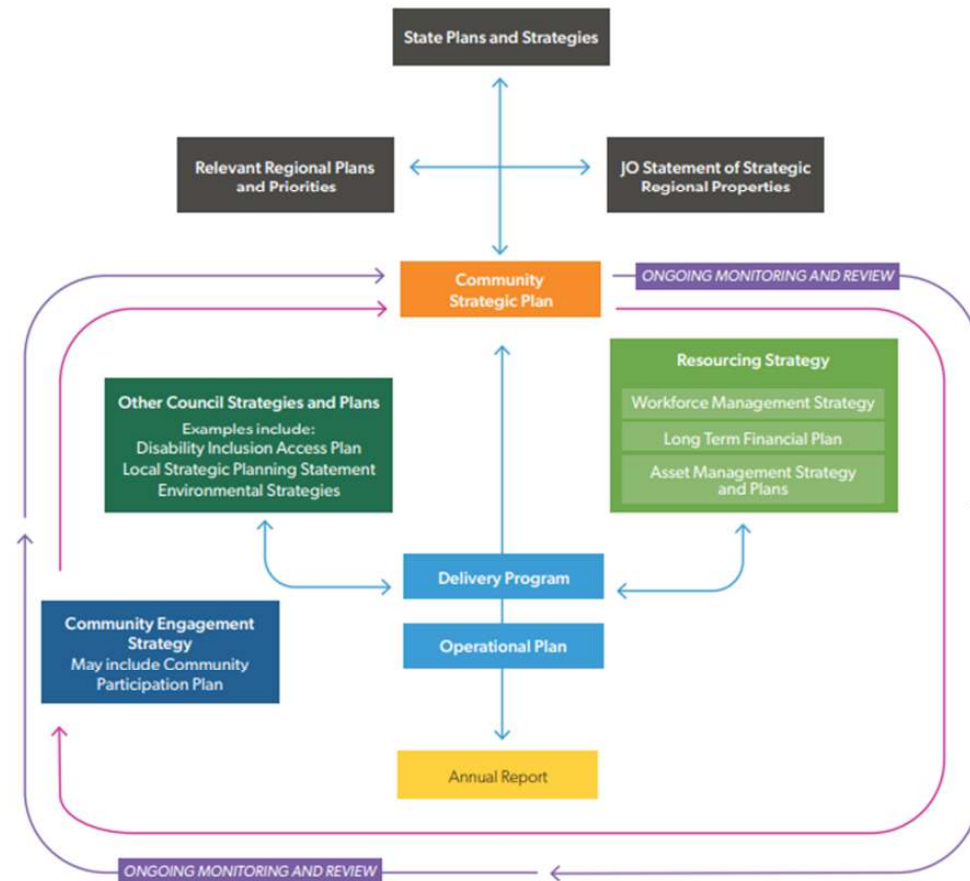 State Plans and Strategies
Relevant Regional Plans
and Priorities
JO Statement of Strategic
Regional Properties
Community
Strategic Plan
ONGOING MONITORING AND REVIEW
Other Council Strategies and Plans
Examples include:
Disability Inclusion Access Plan
Local Strategic Planning Statement
Environmental Strategies
Resourcing Strategy
Workforce Management Strategy
Long Term Financial Plan
Asset Management Strategy
and Plans
Delivery Program
Community Engagement
Strategy
May include Community
Participation Plan
Operational Plan
Annual Report
ONGOING MONITORING AND REVIEW